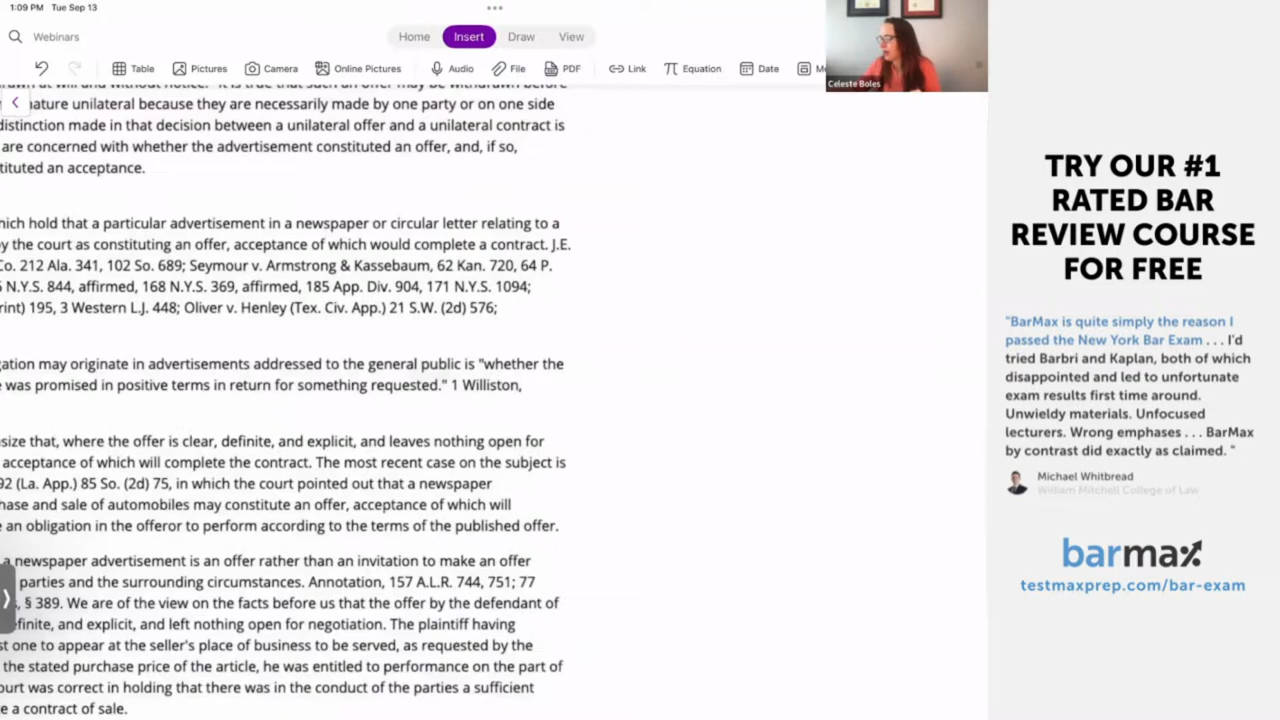 1:09 PM Tue Sep 13
Webinars
Home Insert Draw View
Table Pictures Camera Online Pictures Audio File PDF Link Equation Date
Celeste Boles
nature unilateral because they are necessarily made by one party or on one side
distinction made in that decision between a unilateral offer and a unilateral contract is
are concerned with whether the advertisement constituted an offer, and, if so,
tituted an acceptance.
hich hold that a particular advertisement in a newspaper or circular letter relating to a
y the court as constituting an offer, acceptance of which would complete a contract. J.E.
Co. 212 Ala. 341, 102 So. 689; Seymour v. Armstrong & Kassebaum, 62 Kan. 720, 64 P.
N.Y.S. 844, affirmed, 168 N.Y.S. 369, affirmed, 185 App. Div. 904, 171 N.Y.S. 1094;
rint) 195, 3 Western L.J. 448; Oliver v. Henley (Tex. Civ. App.) 21 S.W. (2d) 576;
gation may originate in advertisements addressed to the general public is "whether the
e was promised in positive terms in return for something requested." 1 Williston,
size that, where the offer is clear, definite, and explicit, and leaves nothing open for
acceptance of which will complete the contract. The most recent case on the subject is
92 (La. App.) 85 So. (2d) 75, in which the court pointed out that a newspaper
hase and sale of automobiles may constitute an offer, acceptance of which will
e an obligation in the offeror to perform according to the terms of the published offer.
a newspaper advertisement is an offer rather than an invitation to make an offer
parties and the surrounding circumstances. Annotation, 157 A.L.R. 744, 751; 77
, § 389. We are of the view on the facts before us that the offer by the defendant of
efinite, and explicit, and left nothing open for negotiation. The plaintiff having
st one to appear at the seller's place of business to be served, as requested by the
the stated purchase price of the article, he was entitled to performance on the part of
ourt was correct in holding that there was in the conduct of the parties a sufficient
e a contract of sale.
TRY OUR #1
RATED BAR
REVIEW COURSE
FOR FREE
"BarMax is quite simply the reason I
passed the New York Bar Exam . . . I'd
tried Barbri and Kaplan, both of which
disappointed and led to unfortunate
exam results first time around.
Unwieldy materials. Unfocused
lecturers. Wrong emphases . . . BarMax
by contrast did exactly as claimed. "
Michael Whitbread
William Mitchell College of Law
barmax
testmaxprep.com/bar-exam